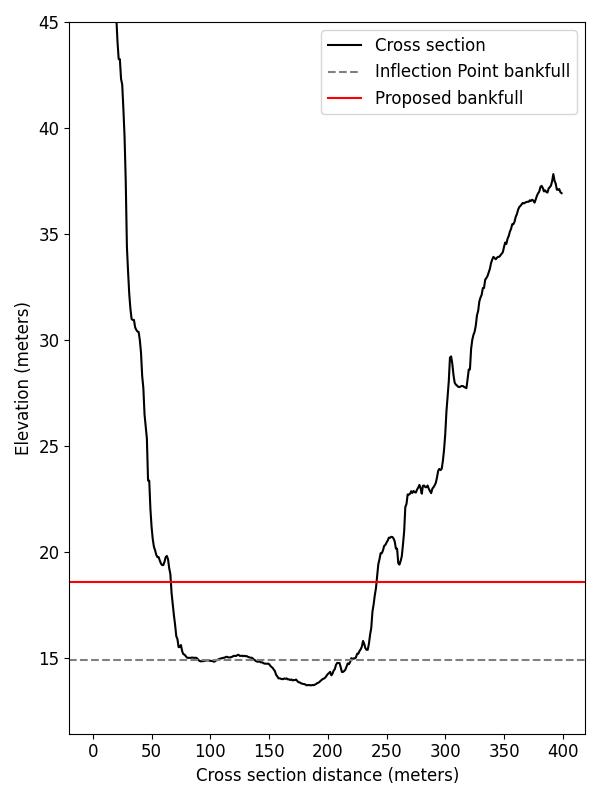 45
40
35
30
25
20
15
Elevation (meters)
Cross section
Inflection Point bankfull
Proposed bankfull
0 50 100 150 200 250 300 350 400
Cross section distance (meters)